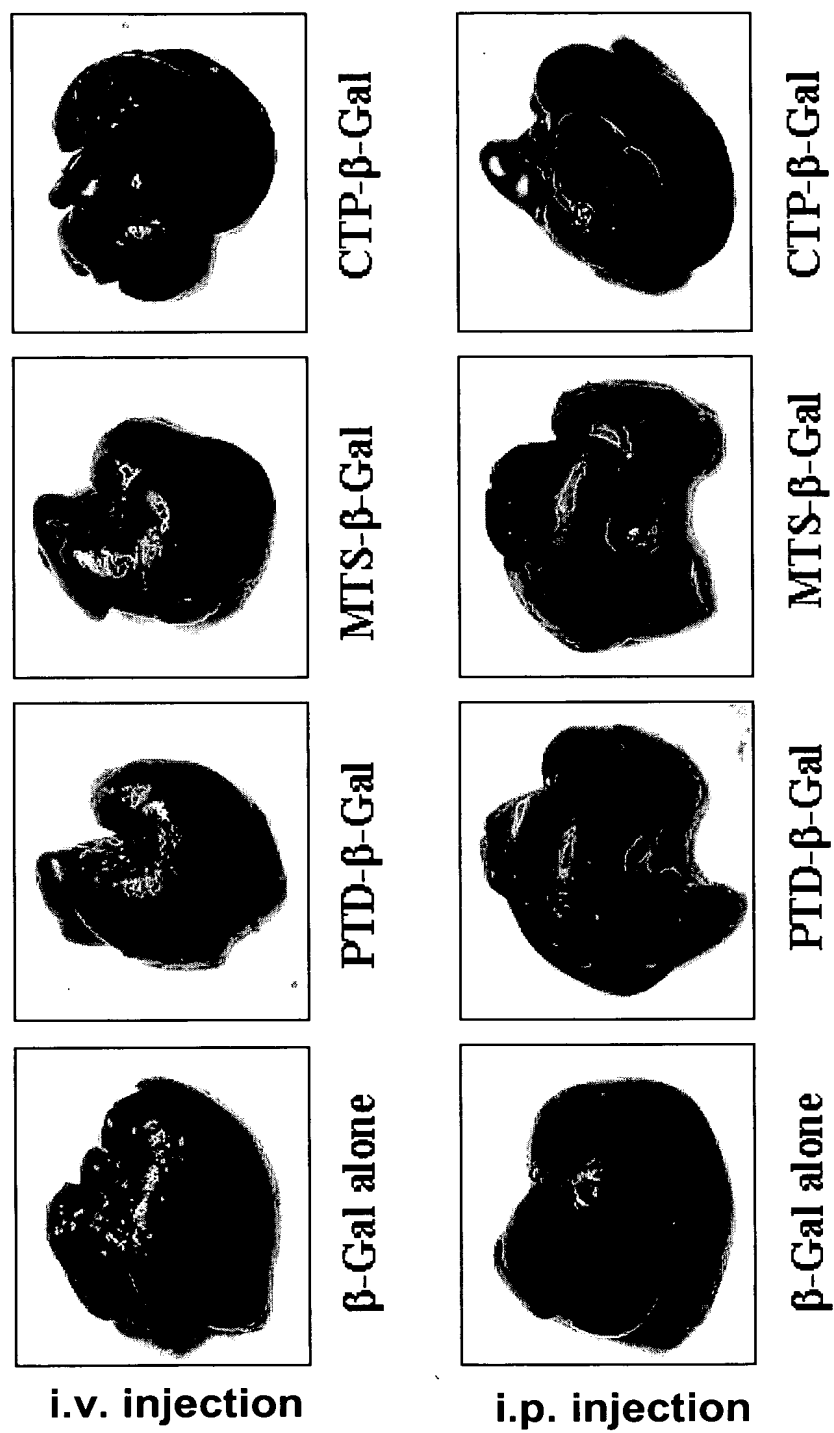 i.v. injection
β-Gal alone
PTD-β-Gal
MTS-β-Gal
CTP-β-Gal
i.p. injection
β-Gal alone
PTD-β-Gal
MTS-β-Gal
CTP-β-Gal